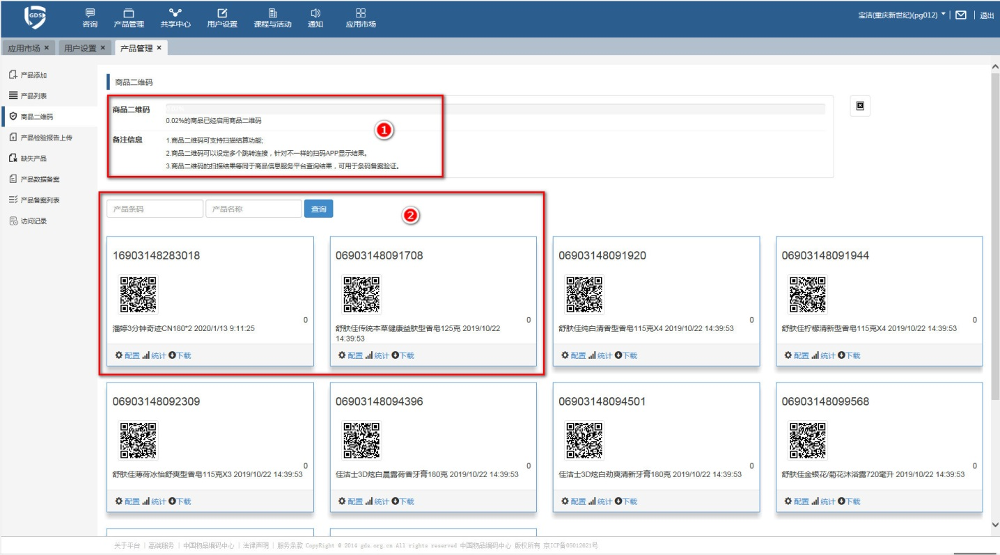 GDS
咨询 产品管理 共享中心 用户设置 课程与活动 通知 应用市场
宝洁(重庆新世纪)(pg012) 退出
应用市场 × 用户设置 × 产品管理 ×
产品添加
产品列表
商品二维码
产品检验报告上传
缺失产品
产品数据备案
产品备案列表
访问记录
商品二维码
商品二维码 0.02%
0.02%的商品已经启用商品二维码
1
备注信息 1.商品二维码可支持扫描结算功能;
2.商品二维码可以设定多个跳转连接，针对不一样的扫码APP显示结果。
3.商品二维码的扫描结果等同于商品信息服务平台查询结果，可用于条码备案验证。
产品条码 产品名称 查询
2
16903148283018
0
潘婷3分钟奇迹CN180*2 2020/1/13 9:11:25
配置 统计 下载
06903148091708
0
舒肤佳传统本草健康益肤型香皂125克 2019/10/22
14:39:53
配置 统计 下载
06903148091920
0
舒肤佳纯白清香型香皂115克X4 2019/10/22 14:39:53
配置 统计 下载
06903148091944
0
舒肤佳柠檬清新型香皂115克X4 2019/10/22 14:39:53
配置 统计 下载
06903148092309
0
舒肤佳薄荷冰怡舒爽型香皂115克X3 2019/10/22 14:39:53
配置 统计 下载
06903148094396
0
佳洁士3D炫白晨露荷香牙膏180克 2019/10/22 14:39:53
配置 统计 下载
06903148094501
0
佳洁士3D炫白劲爽清新牙膏180克 2019/10/22 14:39:53
配置 统计 下载
06903148099568
0
舒肤佳金银花/菊花沐浴露720毫升 2019/10/22 14:39:53
配置 统计 下载
关于平台 | 高端服务 | 中国物品编码中心 | 法律声明 | 服务条款 CopyRight © 2014 gds.org.cn All rights reserved 中国物品编码中心 版权所有 京ICP备05012621号